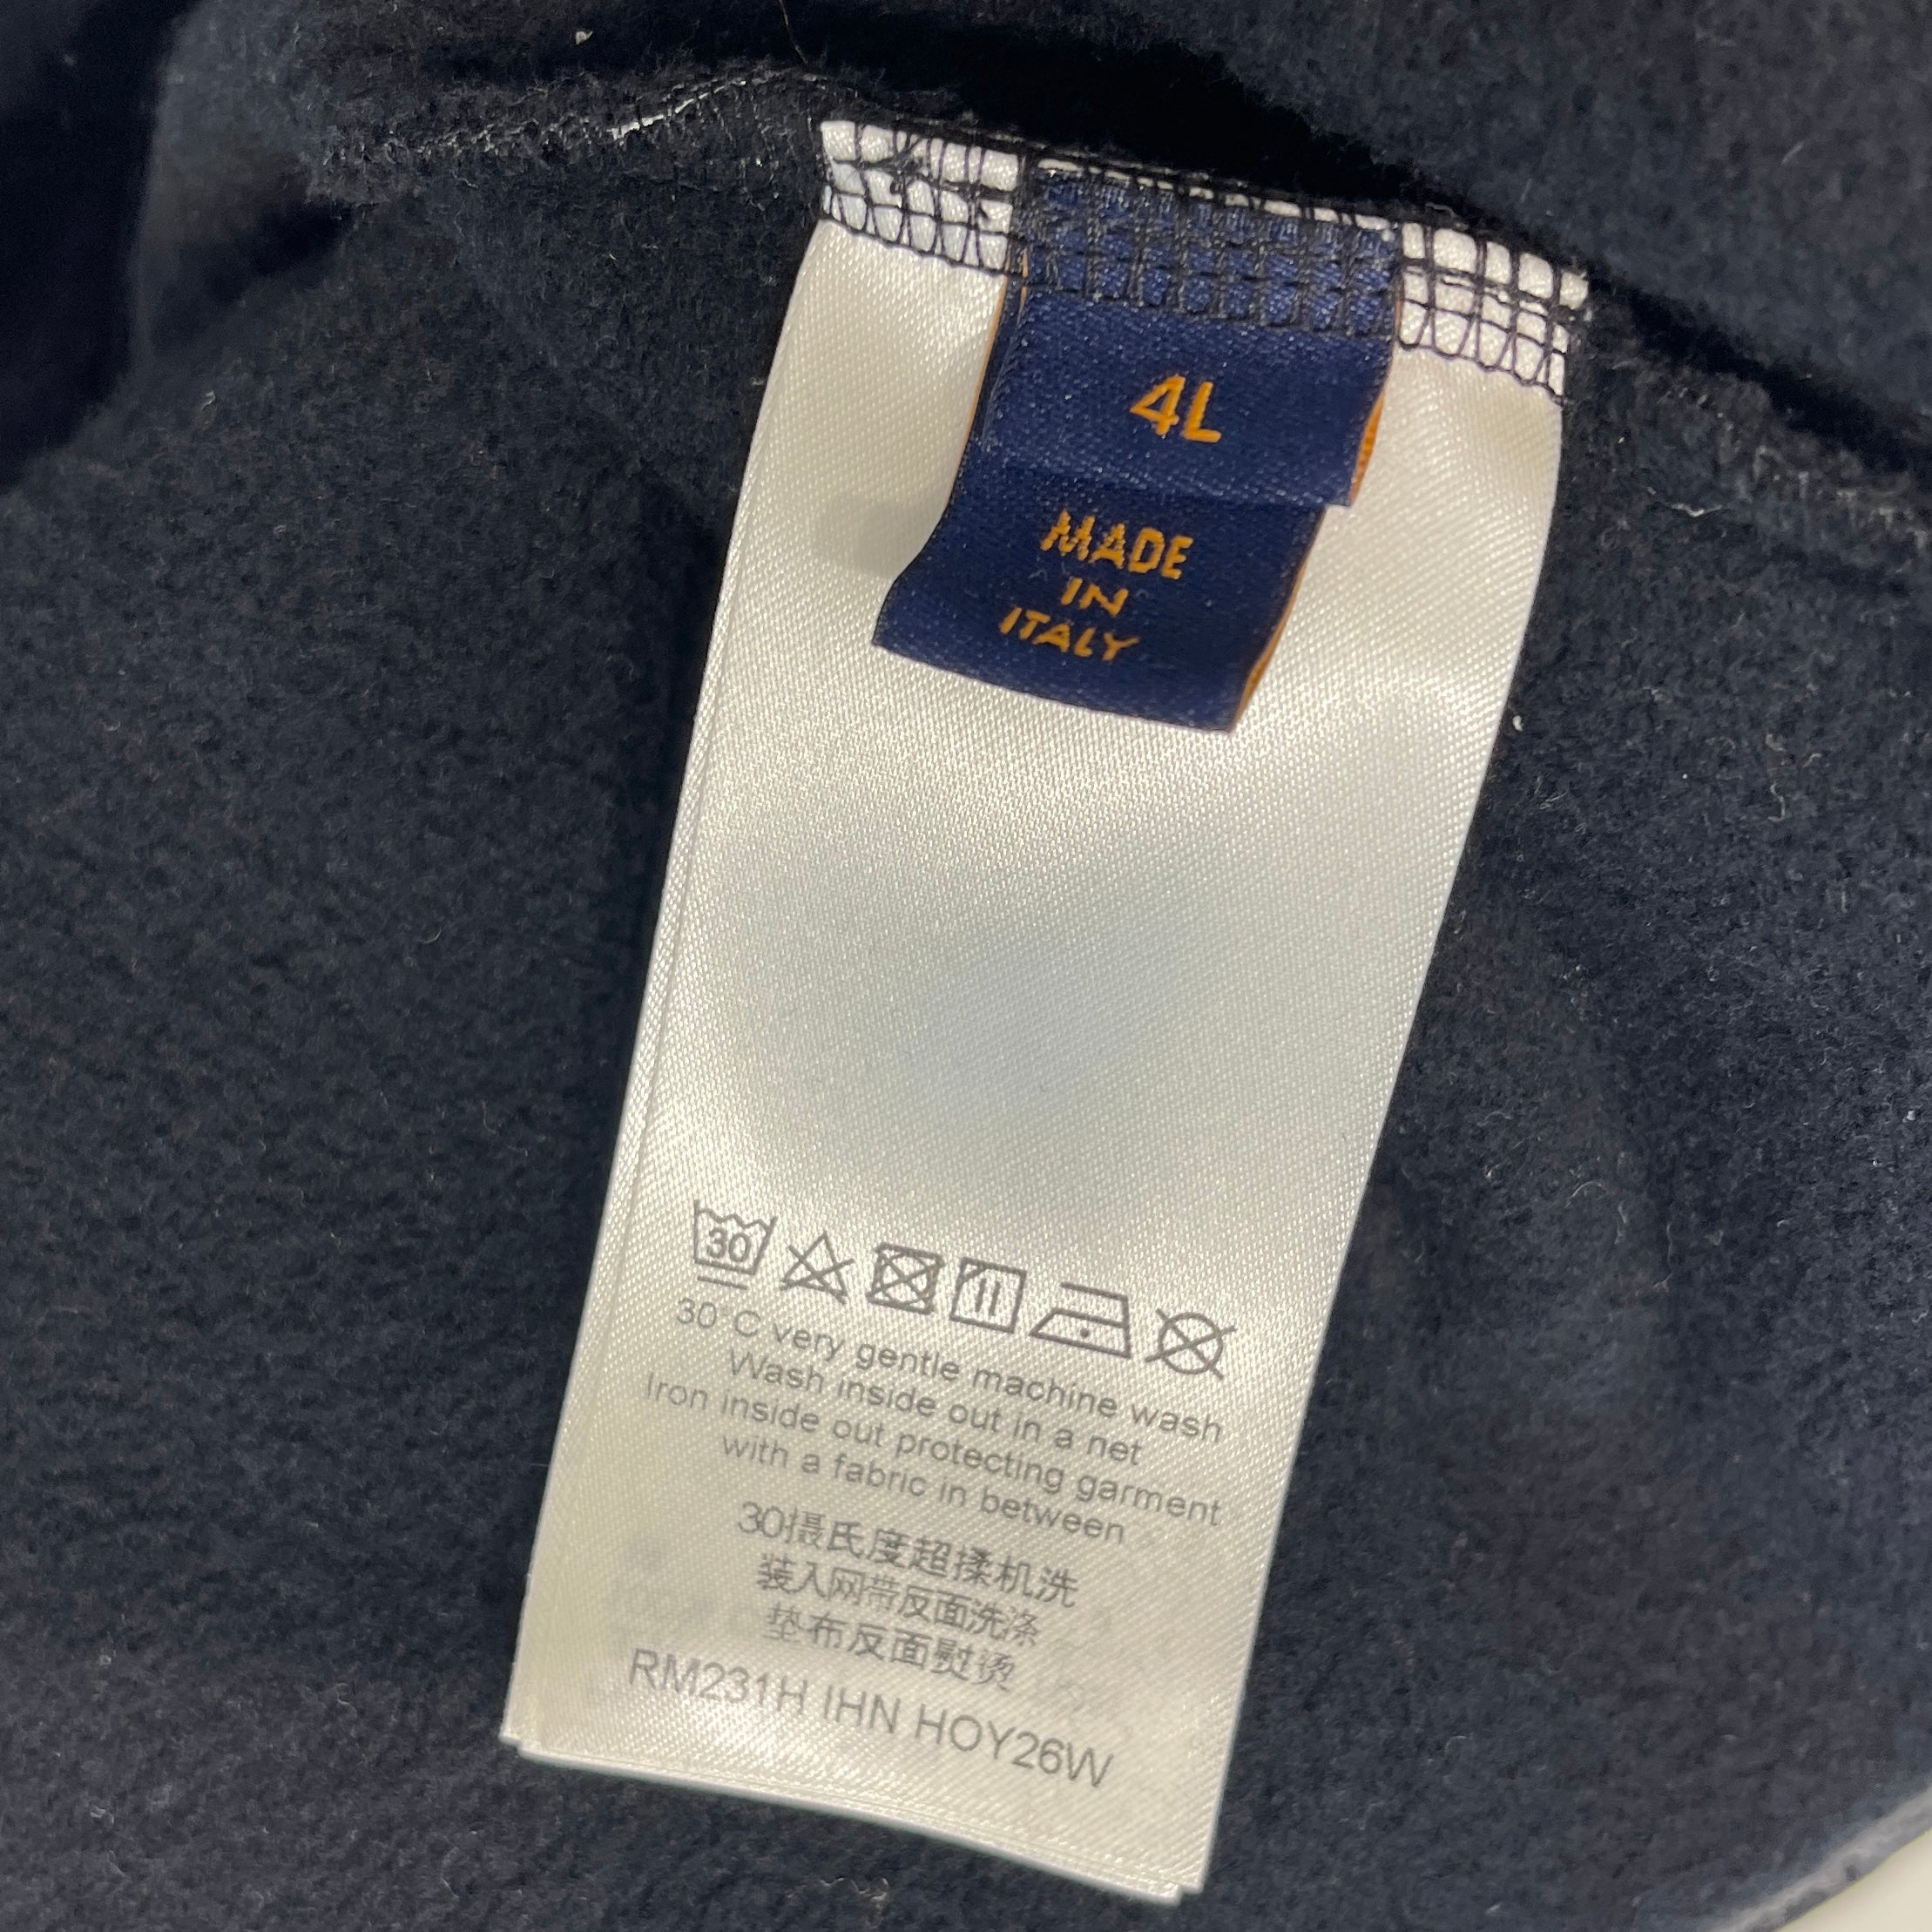 4L
MADE
IN
ITALY
30
30°C very gentle machine wash
Wash inside out in a net
Iron inside out protecting garment
with a fabric in between
30摄氏度超揉机洗
装入网带反面洗涤
垫布反面熨烫
RM231H IHN HOY26W